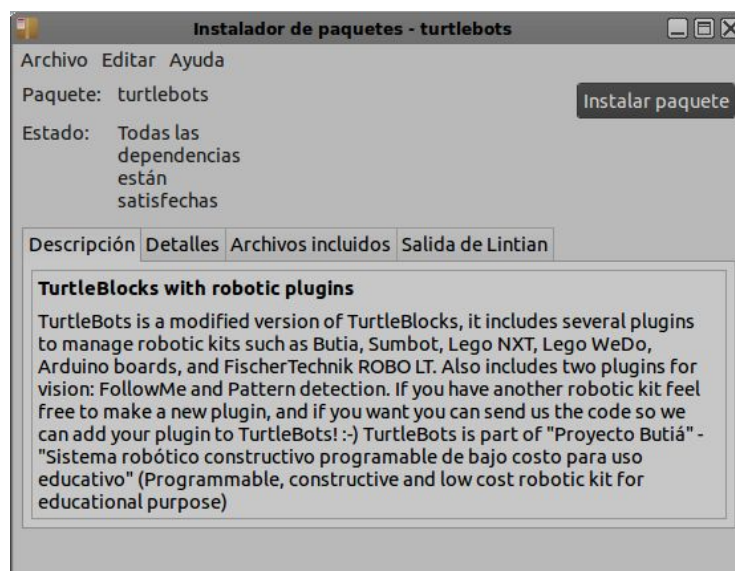 Instalador de paquetes - turtlebots
Archivo Editar Ayuda
Paquete: turtlebots
Instalar paquete
Estado: Todas las
dependencias
están
satisfechas
Descripción Detalles Archivos incluidos Salida de Lintian
TurtleBlocks with robotic plugins
TurtleBots is a modified version of TurtleBlocks, it includes several plugins
to manage robotic kits such as Butia, Sumbot, Lego NXT, Lego WeDo,
Arduino boards, and FischerTechnik ROBO LT. Also includes two plugins for
vision: FollowMe and Pattern detection. If you have another robotic kit feel
free to make a new plugin, and if you want you can send us the code so we
can add your plugin to TurtleBots! :-) TurtleBots is part of "Proyecto Butiá" -
"Sistema robótico constructivo programable de bajo costo para uso
educativo" (Programmable, constructive and low cost robotic kit for
educational purpose)